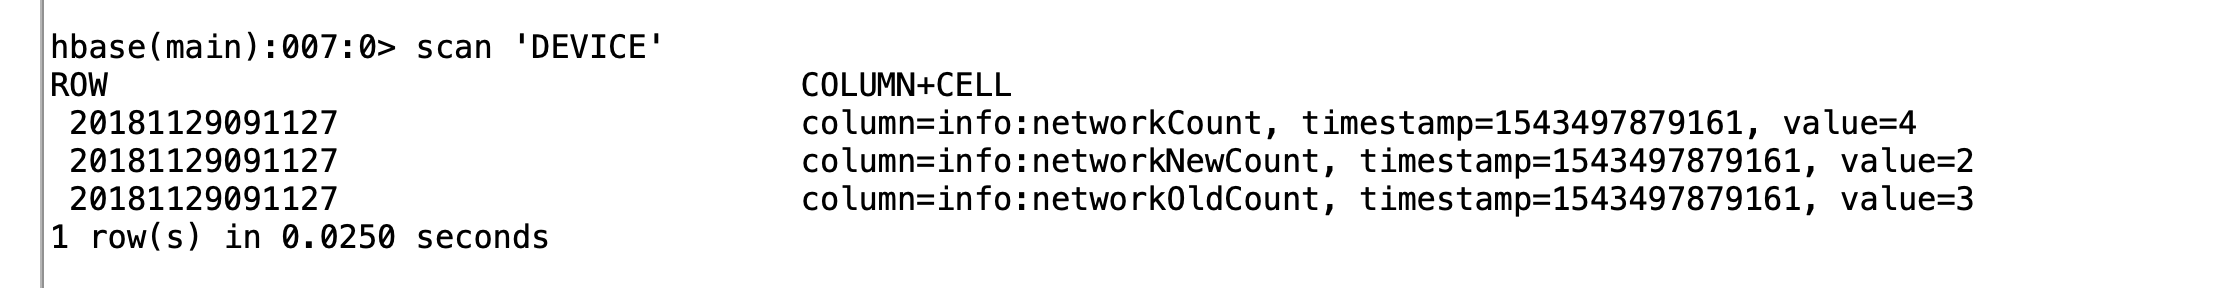 hbase(main):007:0> scan 'DEVICE'
ROW COLUMN+CELL
20181129091127 column=info:networkCount, timestamp=1543497879161, value=4
20181129091127 column=info:networkNewCount, timestamp=1543497879161, value=2
20181129091127 column=info:networkOldCount, timestamp=1543497879161, value=3
1 row(s) in 0.0250 seconds